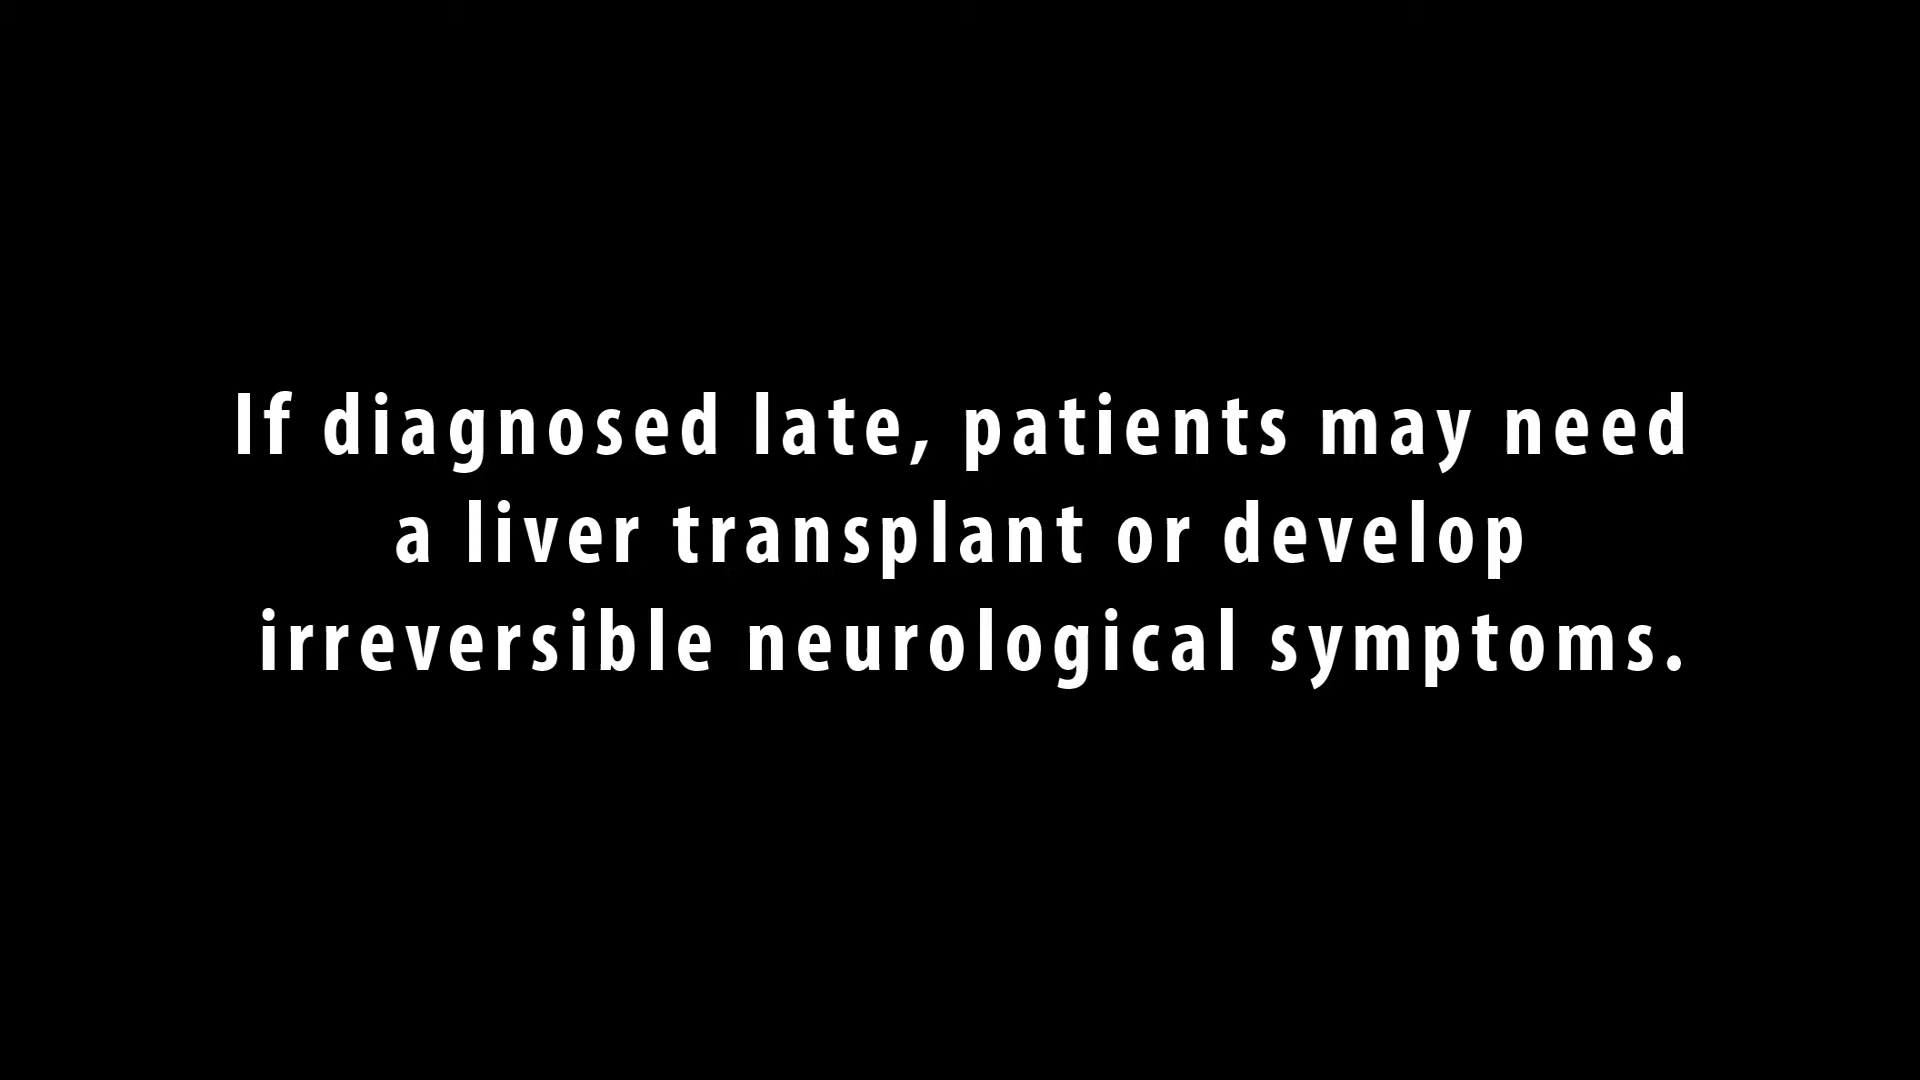 If diagnosed late, patients may need
a liver transplant or develop
irreversible neurological symptoms.